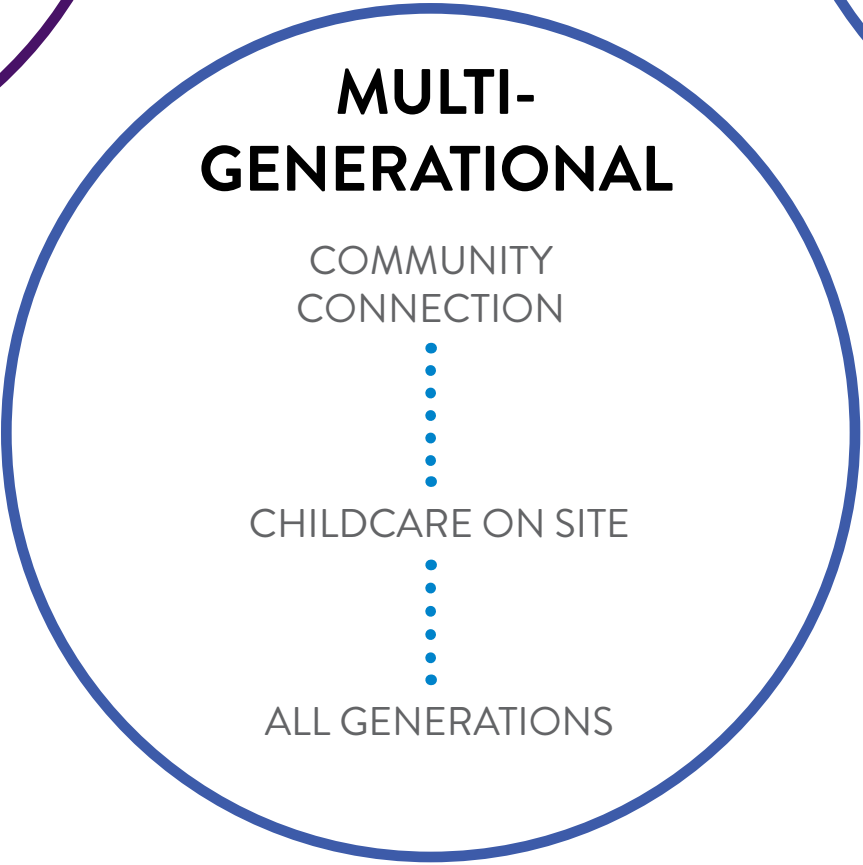 MULTI-
GENERATIONAL
COMMUNITY
CONNECTION
CHILDCARE ON SITE
ALL GENERATIONS